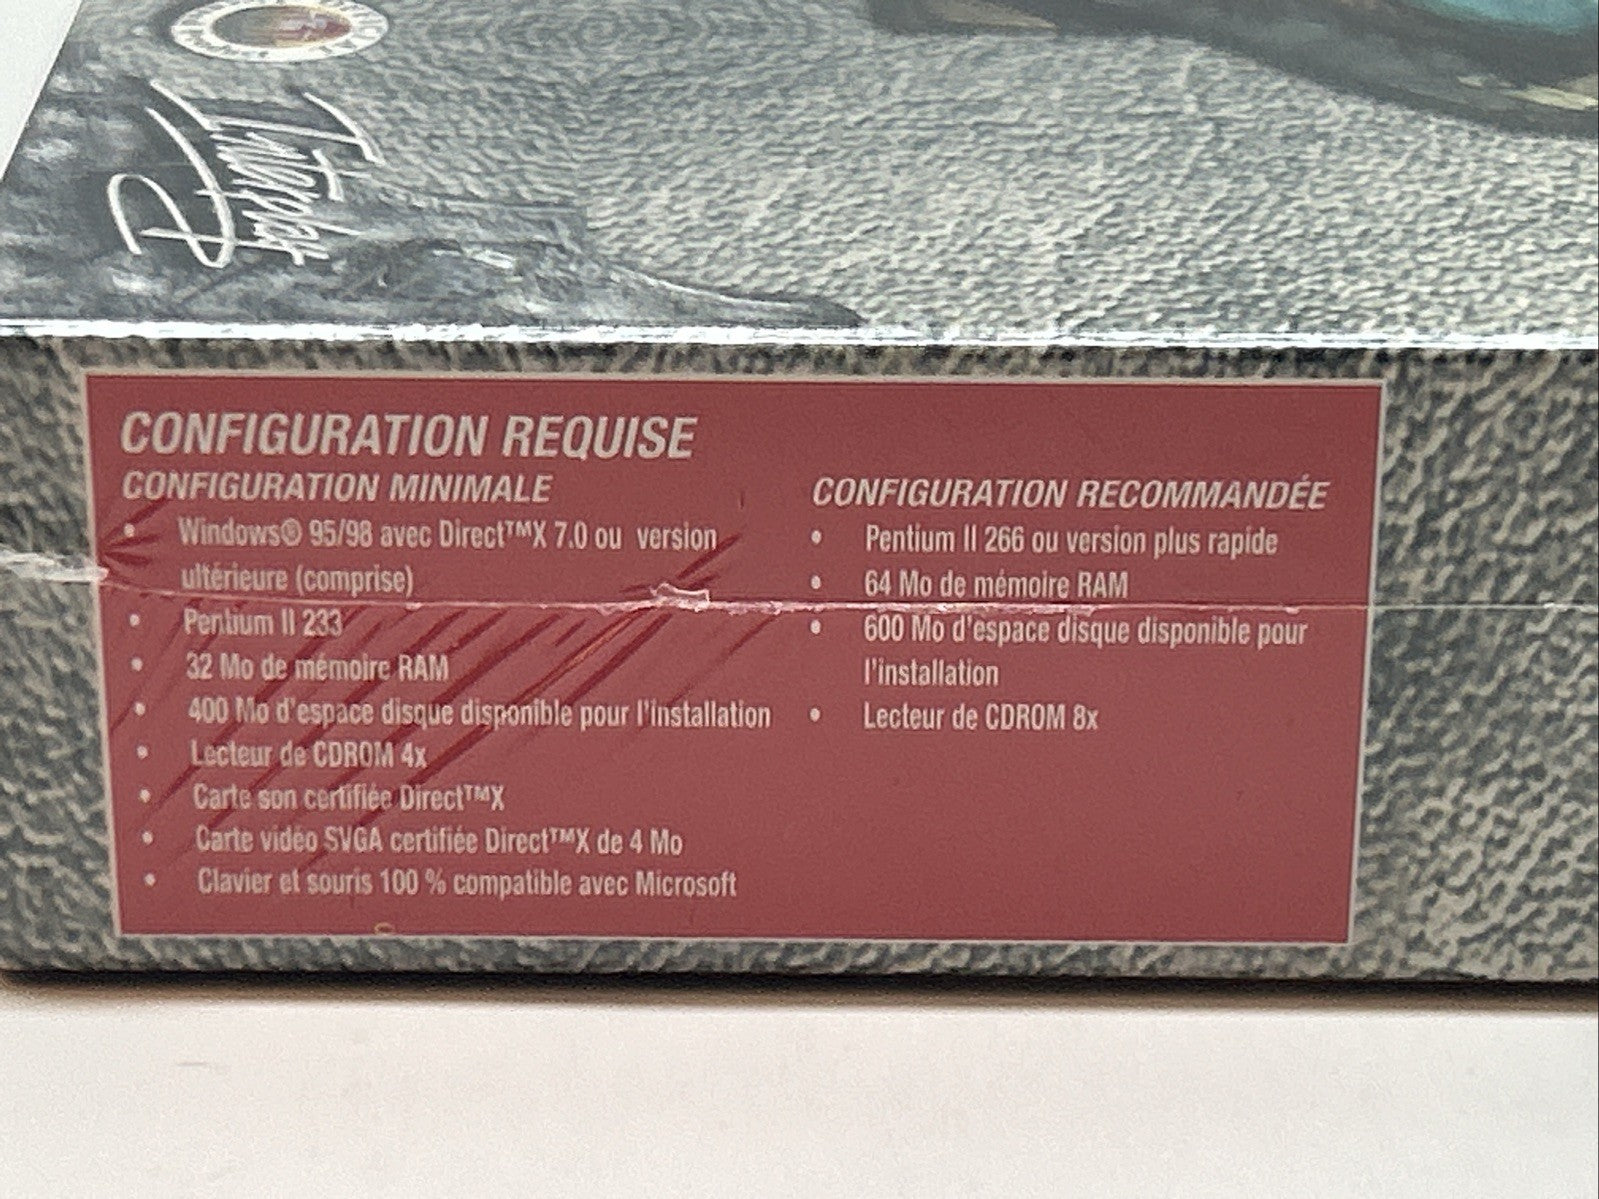 Interplay
CONFIGURATION REQUISE
CONFIGURATION MINIMALE
• Windows® 95/98 avec Direct™X 7.0 ou version
ultérieure (comprise)
• Pentium II 233
• 32 Mo de mémoire RAM
• 400 Mo d'espace disque disponible pour l'installation
• Lecteur de CDROM 4x
• Carte son certifiée Direct™X
• Carte vidéo SVGA certifiée Direct™X de 4 Mo
• Clavier et souris 100 % compatible avec Microsoft
CONFIGURATION RECOMMANDÉE
• Pentium II 266 ou version plus rapide
• 64 Mo de mémoire RAM
• 600 Mo d'espace disque disponible pour
l'installation
• Lecteur de CDROM 8x